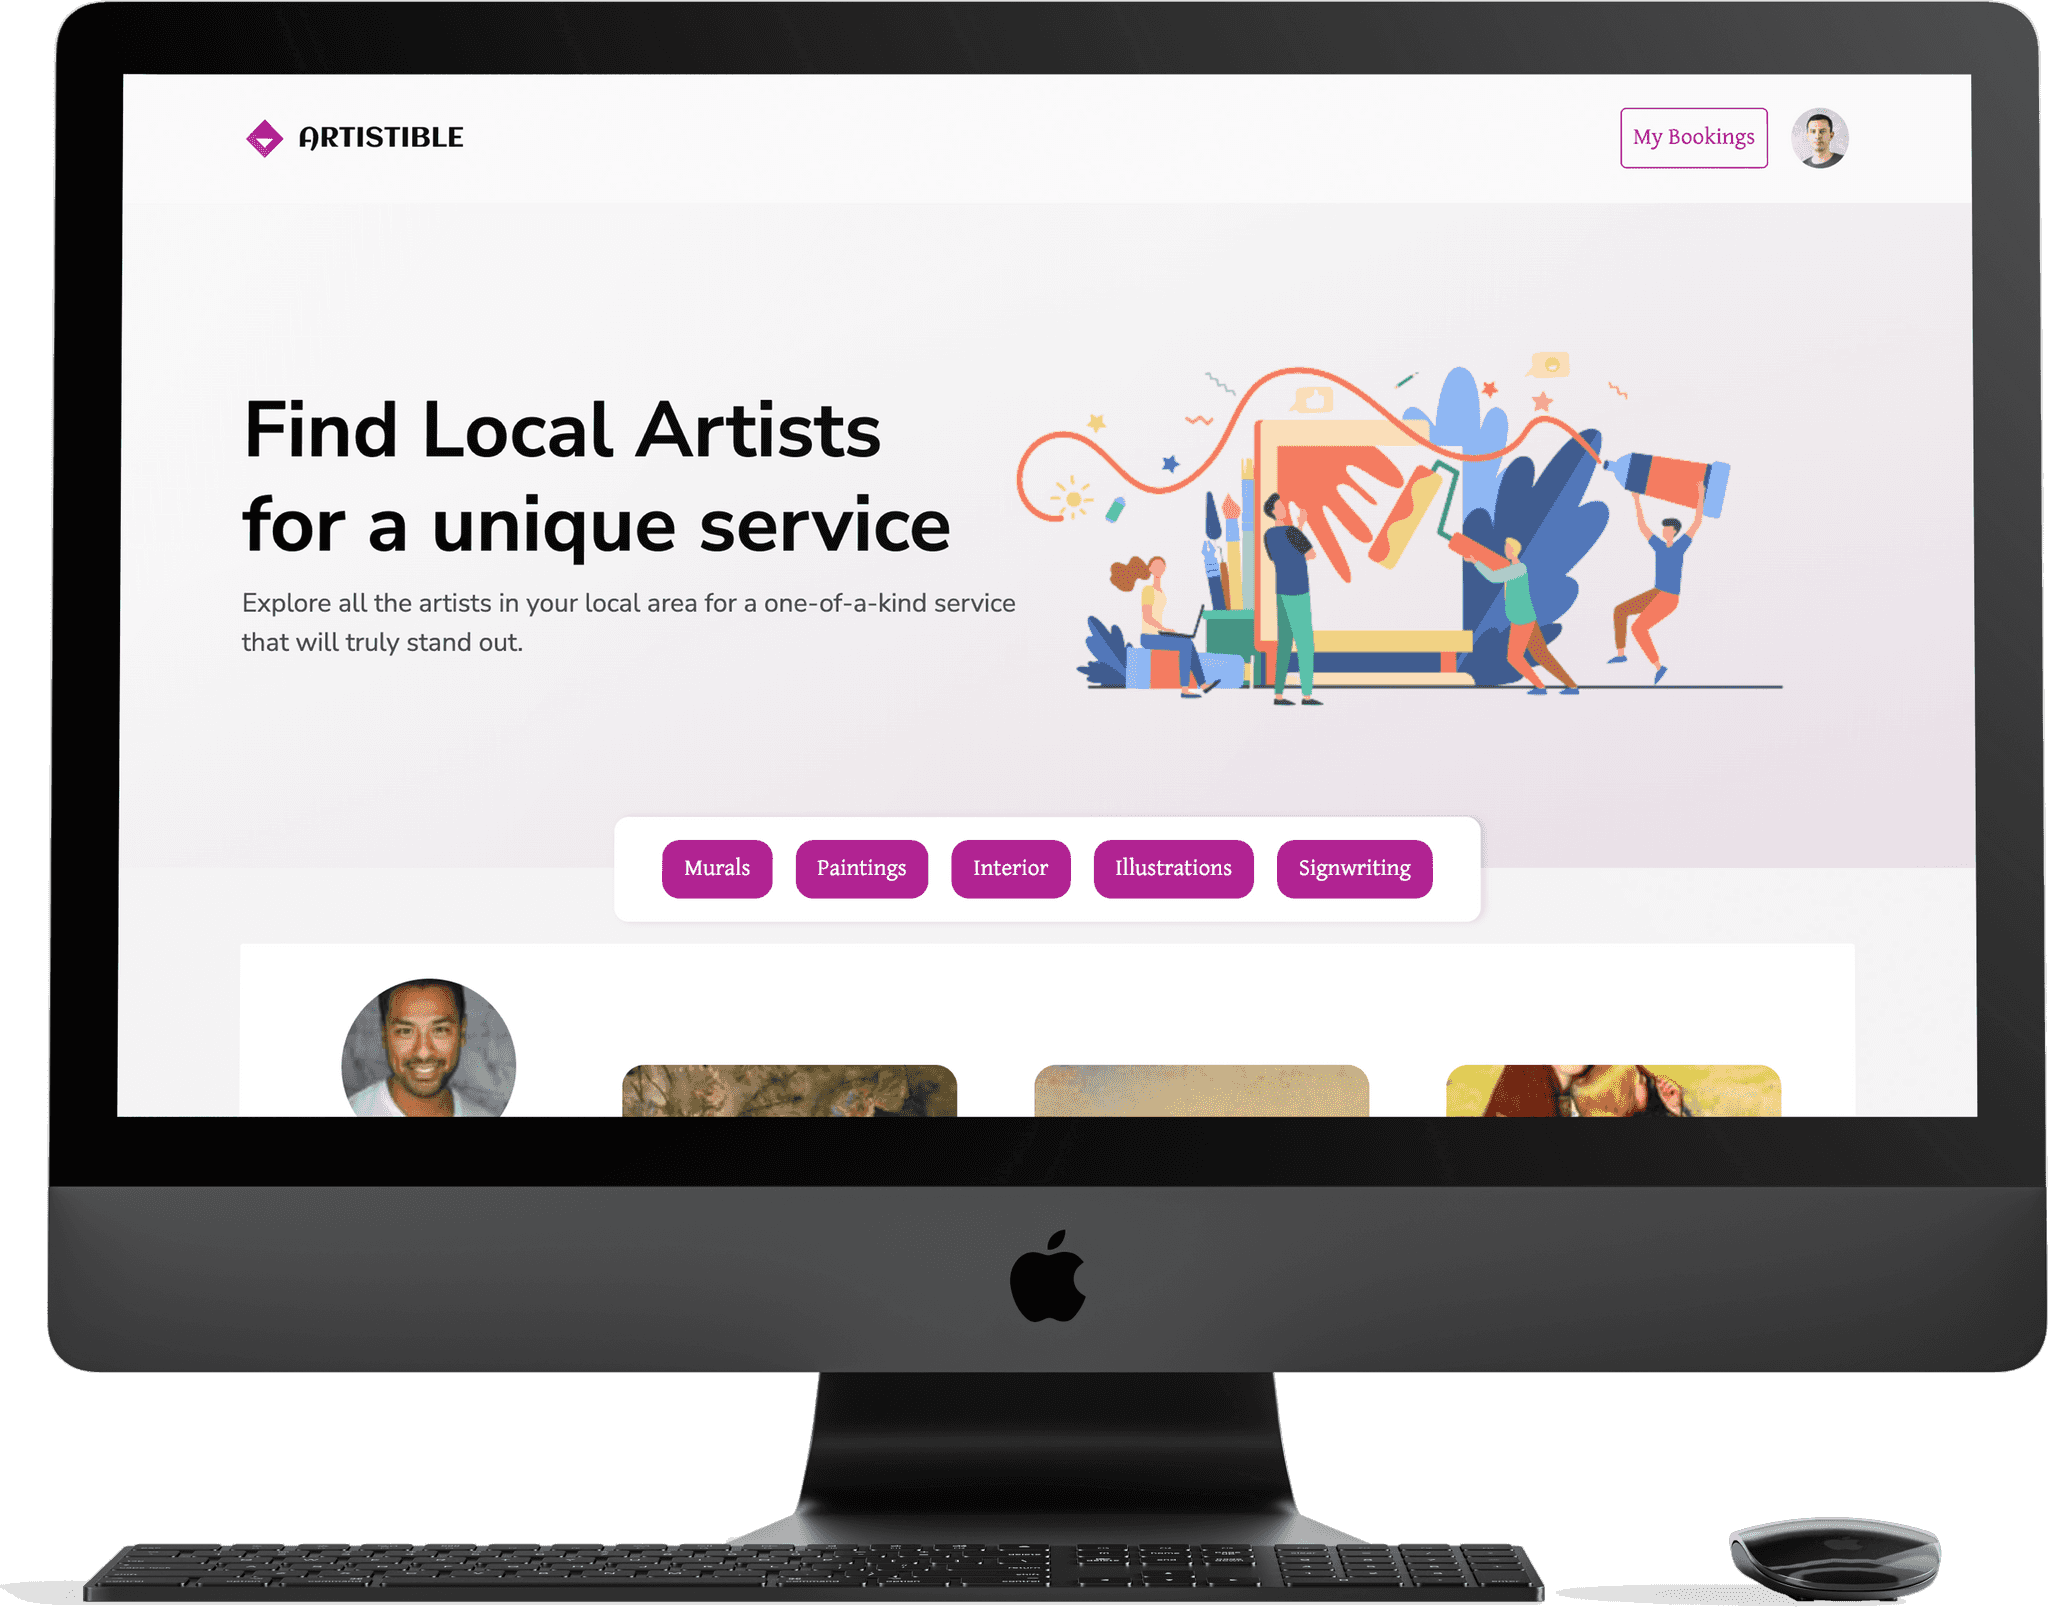 ARTISTIBLE
My Bookings
Find Local Artists
for a unique service
Explore all the artists in your local area for a one-of-a-kind service
that will truly stand out.
Murals
Paintings
Interior
Illustrations
Signwriting